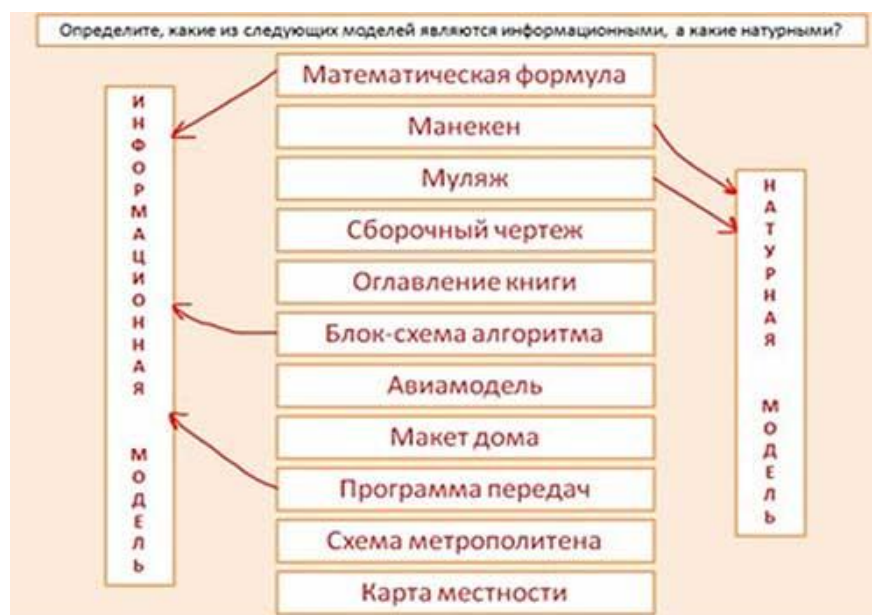 Определите, какие из следующих моделей являются информационными, а какие натурными?
Математическая формула
Манекен
Муляж
Сборочный чертеж
Оглавление книги
Блок-схема алгоритма
Авиамодель
Макет дома
Программа передач
Схема метрополитена
Карта местности
ИНФОРМАЦИОННАЯ МОДЕЛЬ
НАТУРНАЯ МОДЕЛЬ